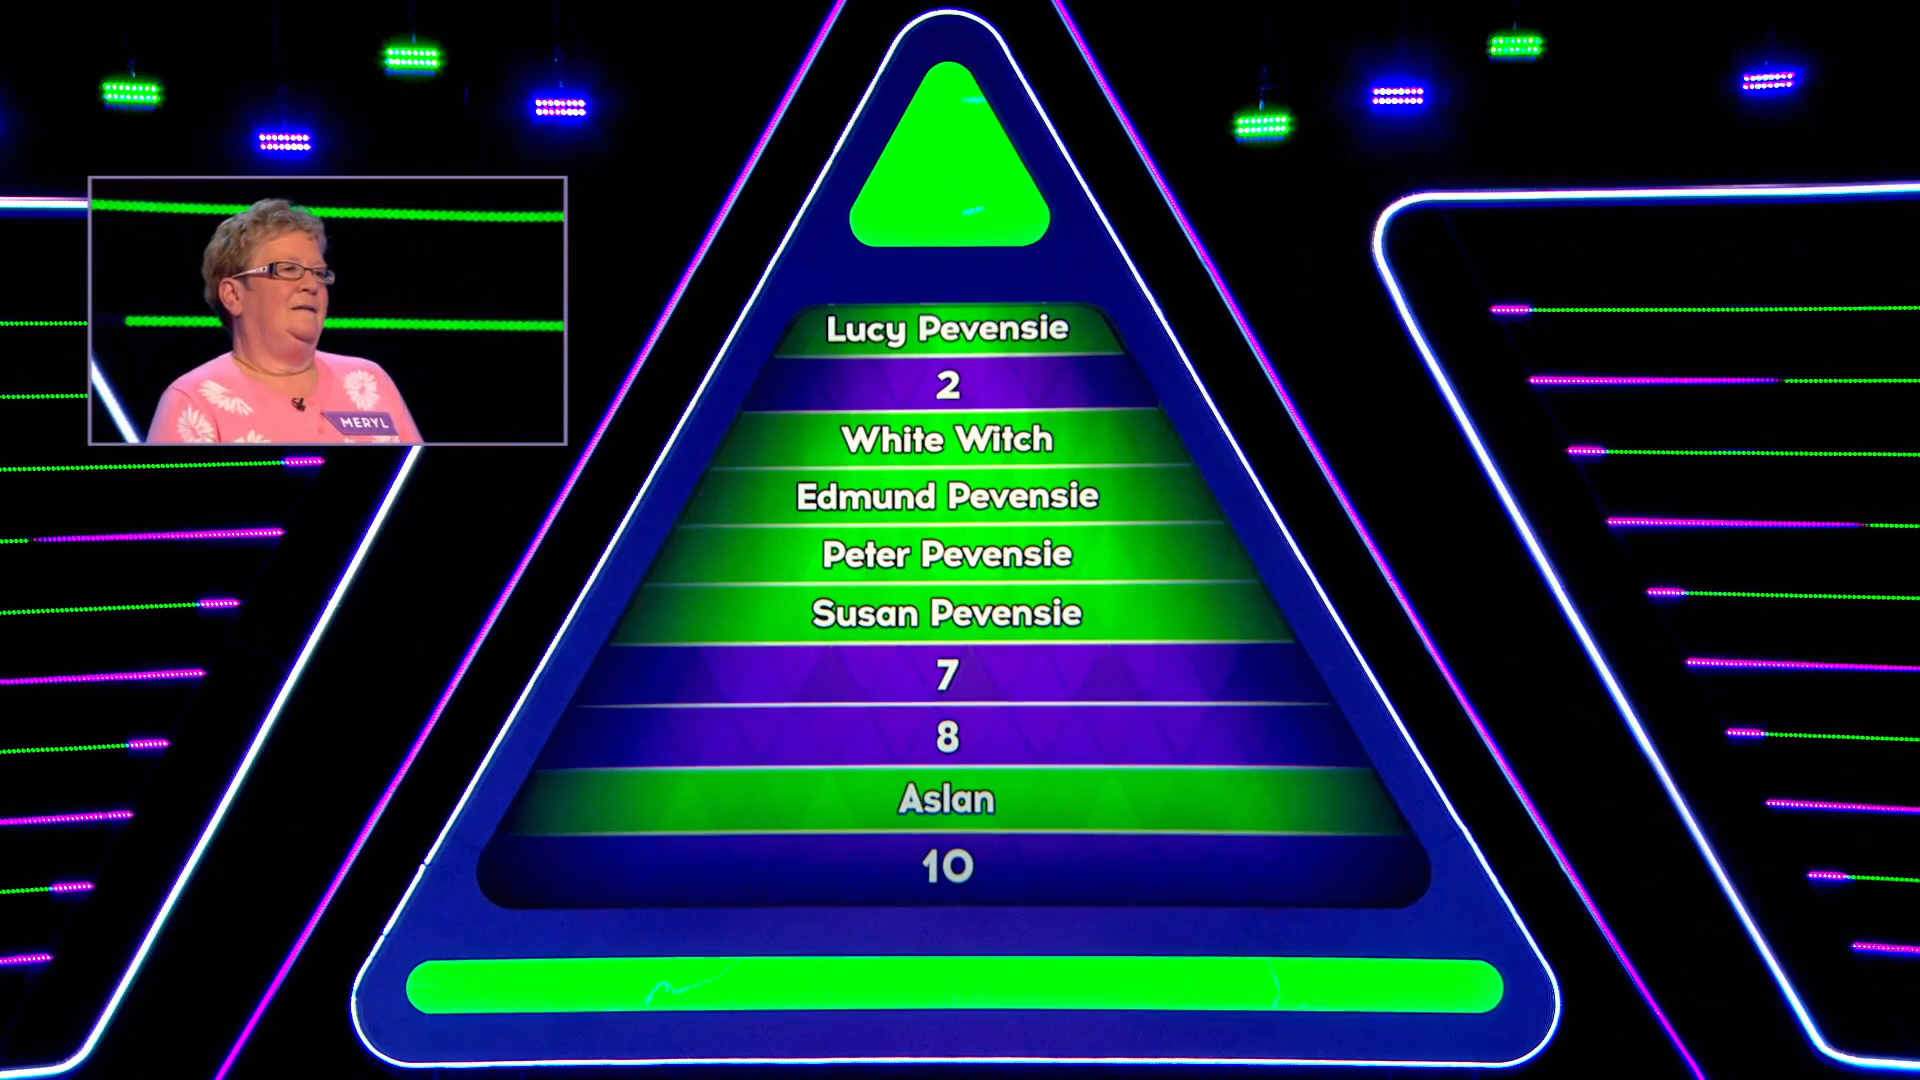 MERYL
Lucy Pevensie
2
White Witch
Edmund Pevensie
Peter Pevensie
Susan Pevensie
7
8
Aslan
10